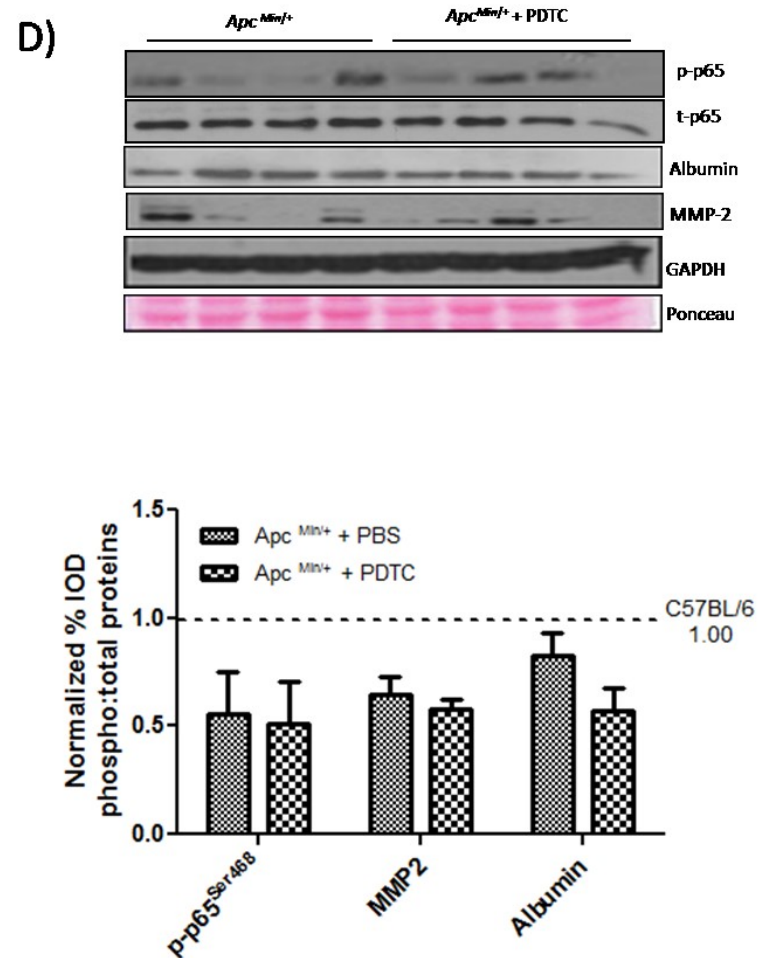 D)
Apc Min/+
Apc Min/+ + PDTC
p-p65
t-p65
Albumin
MMP-2
GAPDH
Ponceau
Normalized % IOD
phospho:total proteins
1.5
1.0
0.5
0.0
Apc Min/+ + PBS
Apc Min/+ + PDTC
C57BL/6
1.00
p-p65Ser468
MMP2
Albumin